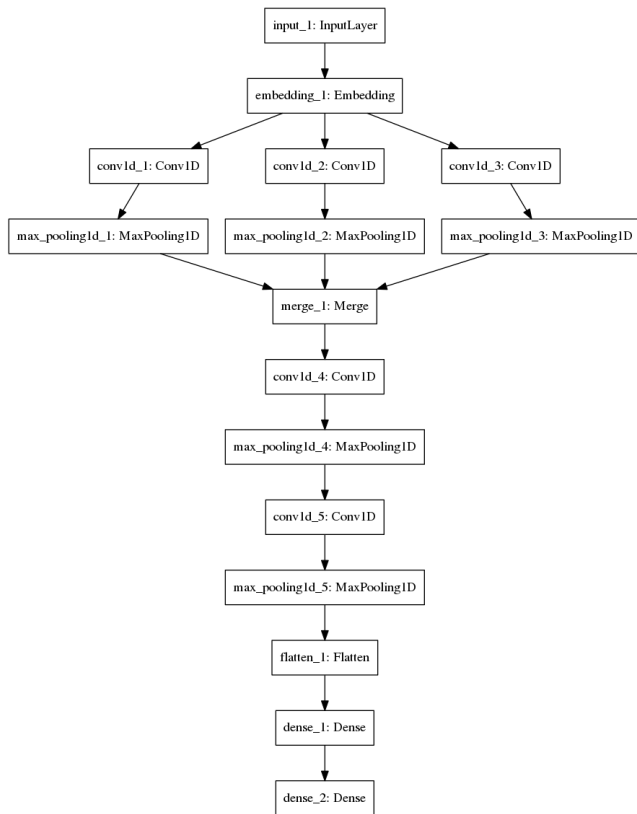 input_1: InputLayer
embedding_1: Embedding
conv1d_1: Conv1D
conv1d_2: Conv1D
conv1d_3: Conv1D
max_pooling1d_1: MaxPooling1D
max_pooling1d_2: MaxPooling1D
max_pooling1d_3: MaxPooling1D
merge_1: Merge
conv1d_4: Conv1D
max_pooling1d_4: MaxPooling1D
conv1d_5: Conv1D
max_pooling1d_5: MaxPooling1D
flatten_1: Flatten
dense_1: Dense
dense_2: Dense